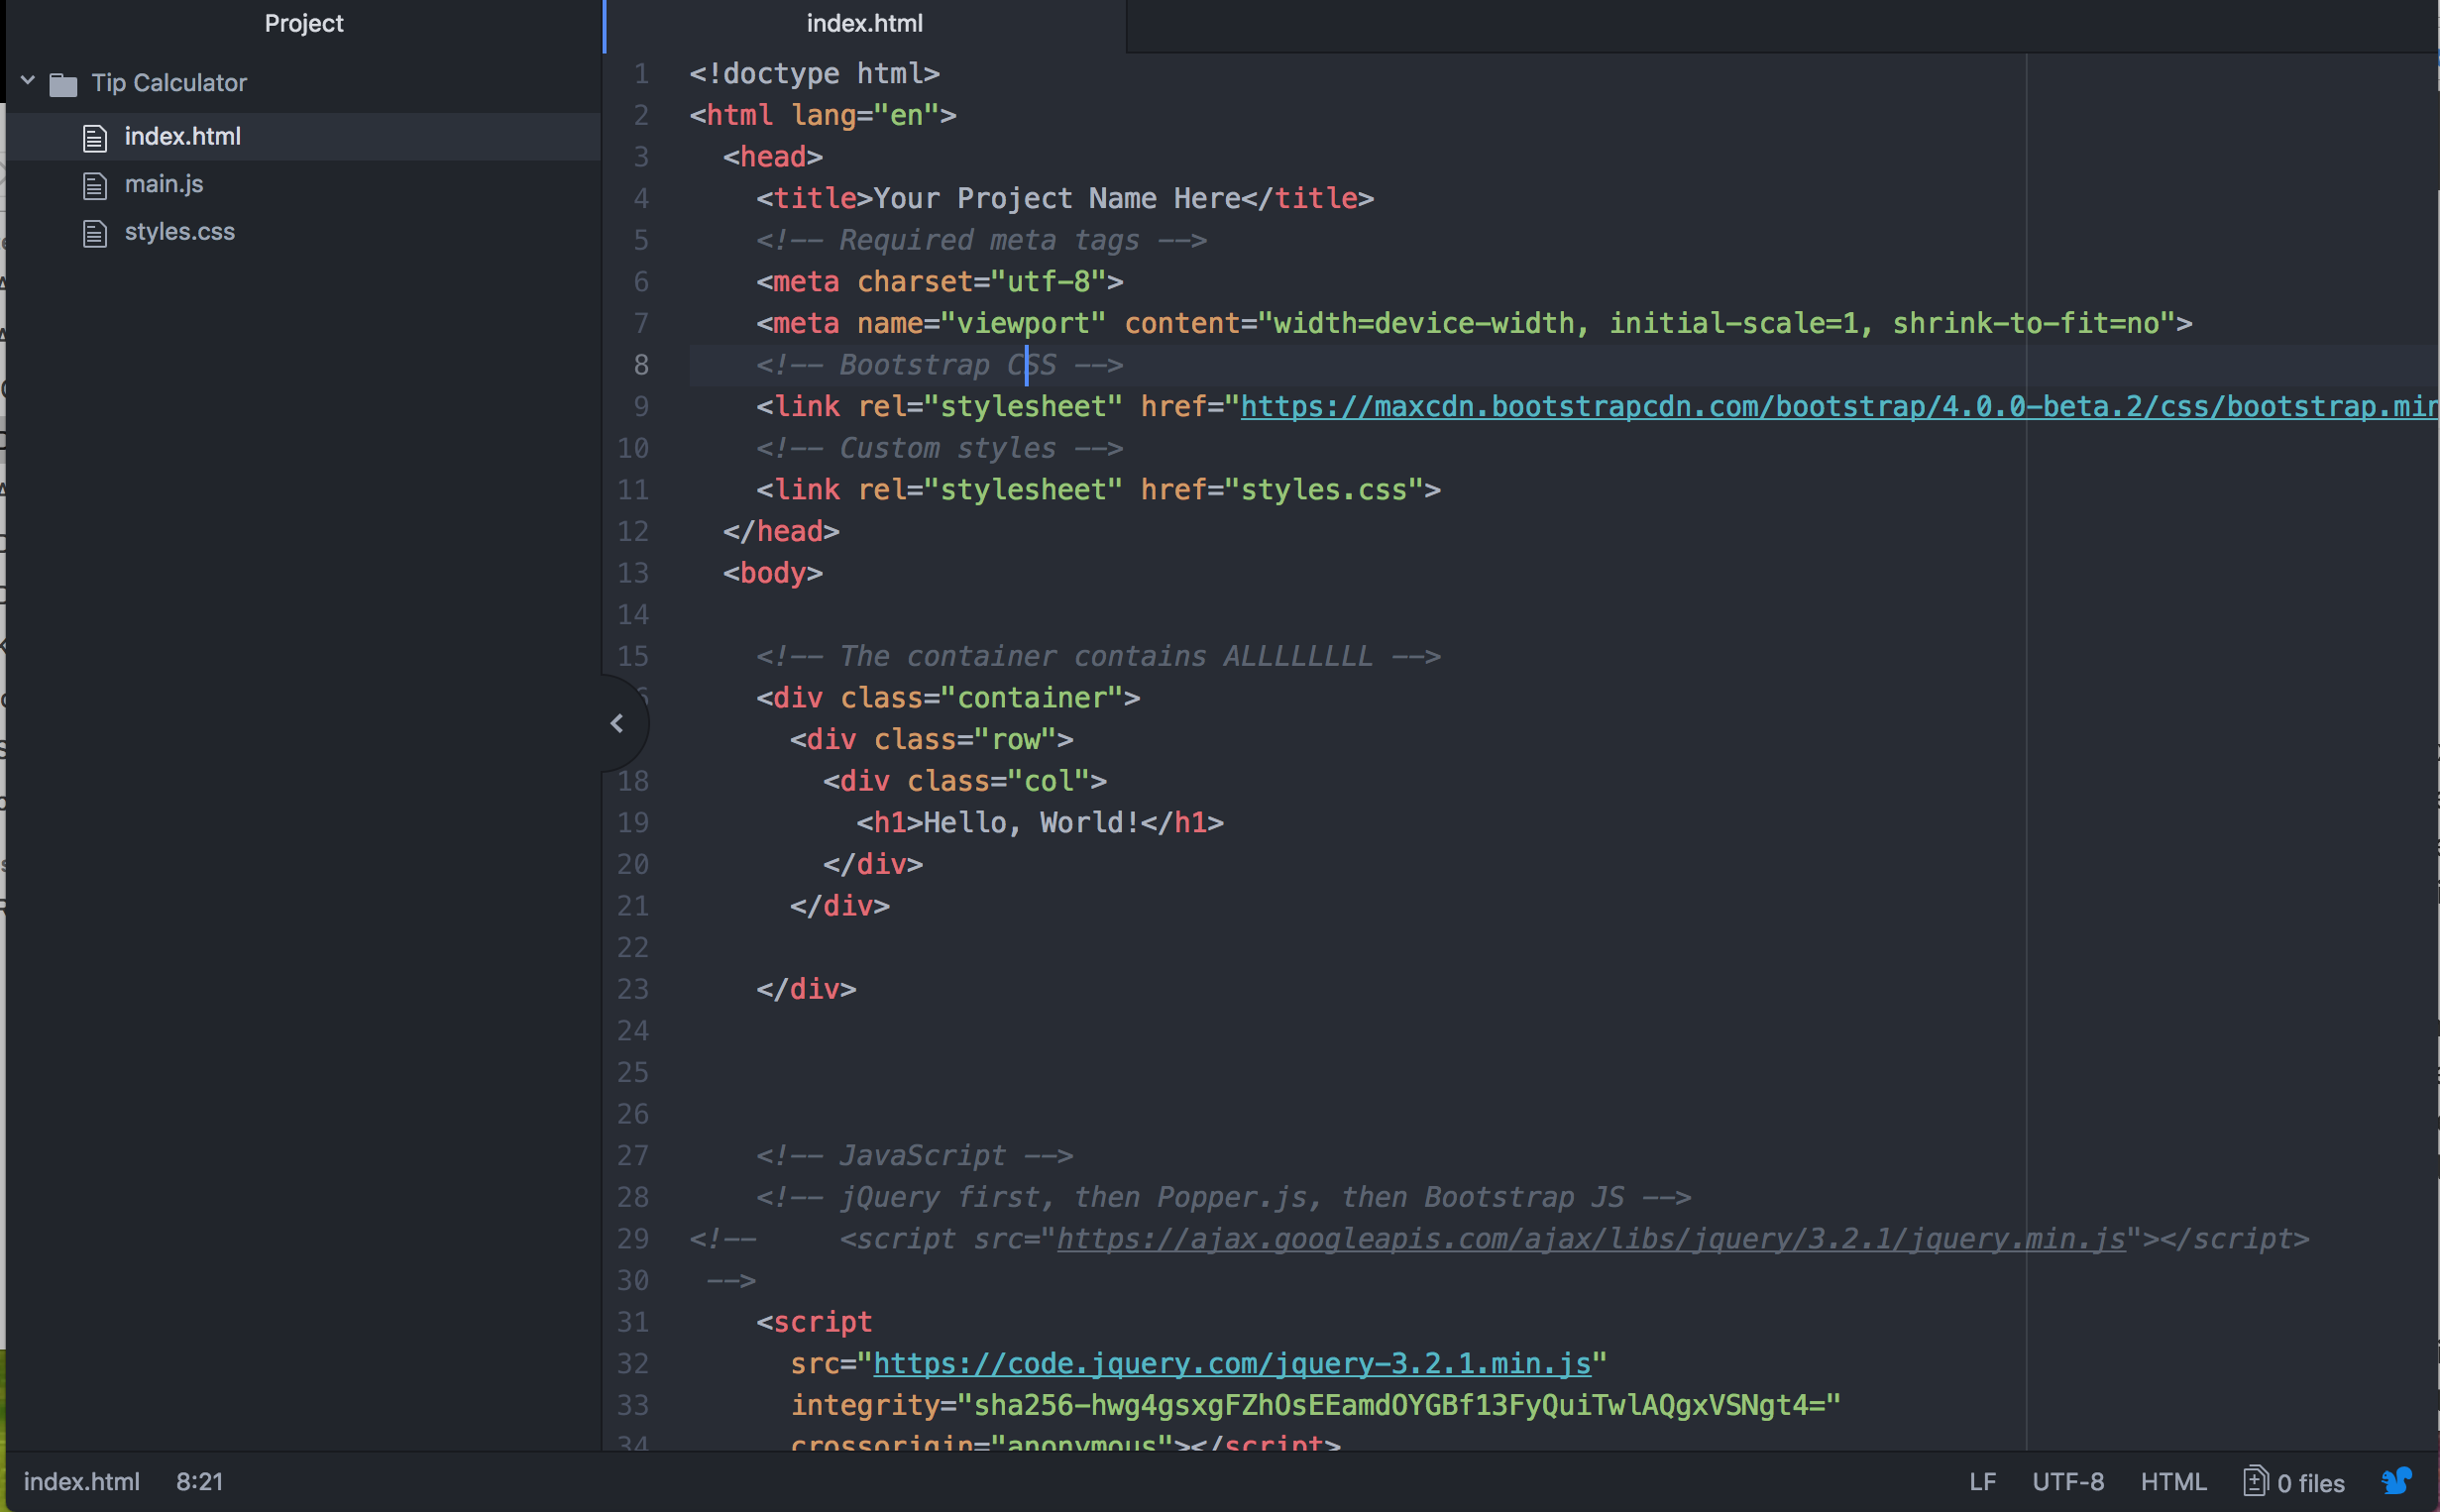 Project
index.html
Tip Calculator
index.html
main.js
styles.css
1 <!doctype html>
2 <html lang="en">
3 <head>
4 <title>Your Project Name Here</title>
5 <!-- Required meta tags -->
6 <meta charset="utf-8">
7 <meta name="viewport" content="width=device-width, initial-scale=1, shrink-to-fit=no">
8 <!-- Bootstrap CSS -->
9 <link rel="stylesheet" href="https://maxcdn.bootstrapcdn.com/bootstrap/4.0.0-beta.2/css/bootstrap.min
10 <!-- Custom styles -->
11 <link rel="stylesheet" href="styles.css">
12 </head>
13 <body>
14
15 <!-- The container contains ALLLLLLLL -->
6 <div class="container">
<div class="row">
18 <div class="col">
19 <h1>Hello, World!</h1>
20 </div>
21 </div>
22
23 </div>
24
25
26
27 <!-- JavaScript -->
28 <!-- jQuery first, then Popper.js, then Bootstrap JS -->
29 <!-- <script src="https://ajax.googleapis.com/ajax/libs/jquery/3.2.1/jquery.min.js"></script>
30 -->
31 <script
32 src="https://code.jquery.com/jquery-3.2.1.min.js"
33 integrity="sha256-hwg4gsxgFZhOsEEamdOYGBf13FyQuiTwlAQgxVSNgt4="
34 crossorigin="anonymous"></script>
index.html 8:21 LF UTF-8 HTML 0 files